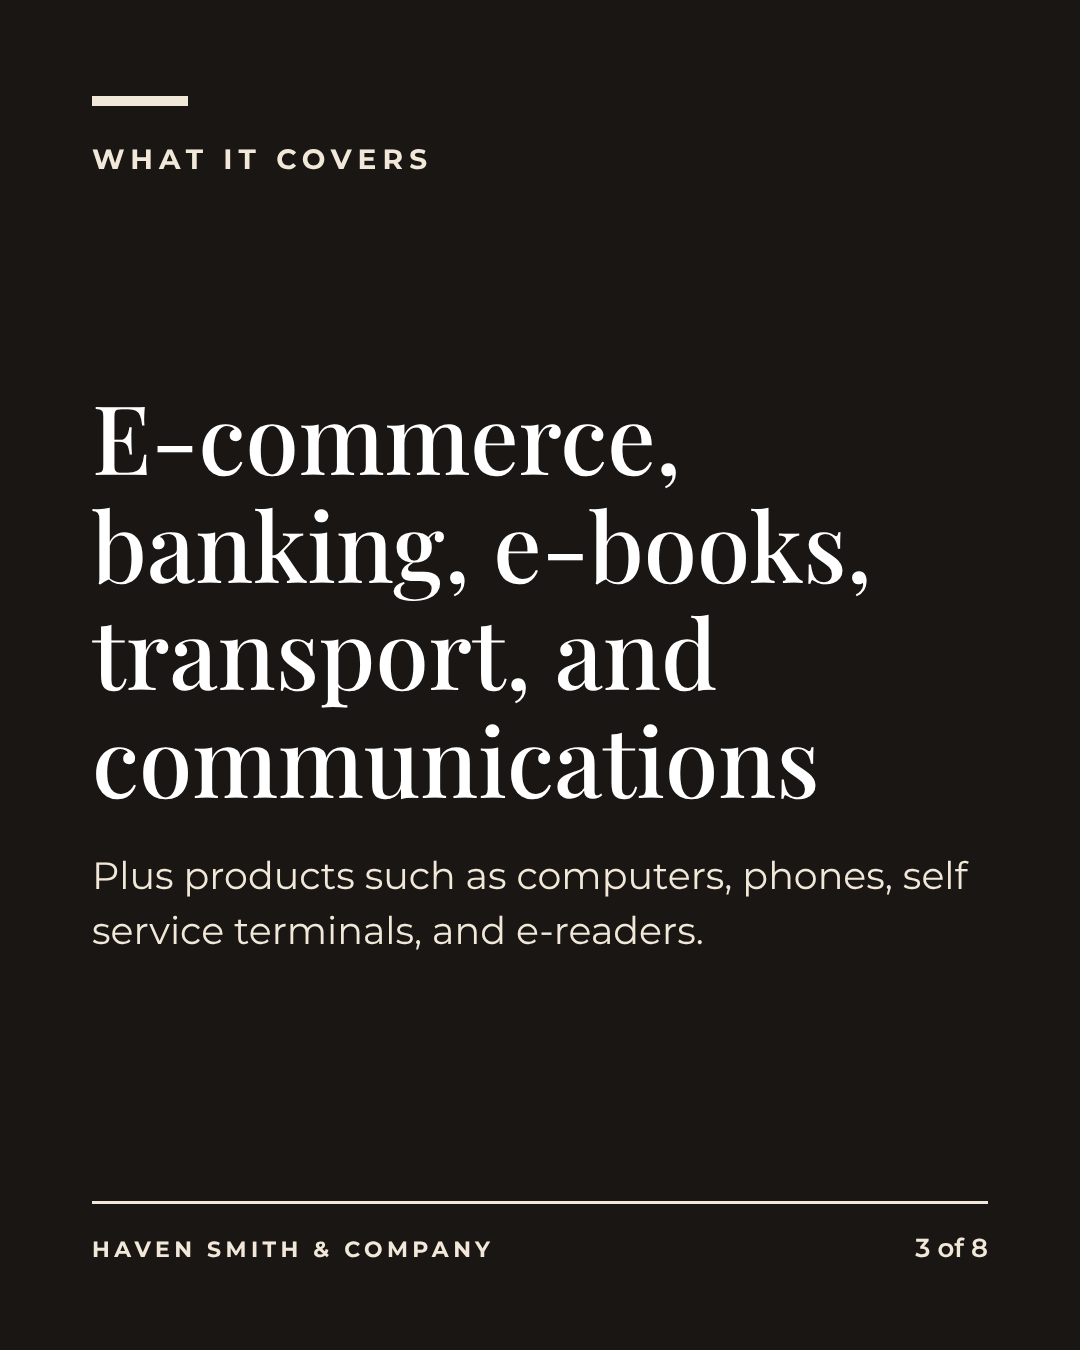 WHAT IT COVERS
E-commerce,
banking, e-books,
transport, and
communications
Plus products such as computers, phones, self
service terminals, and e-readers.
HAVEN SMITH & COMPANY
3 of 8